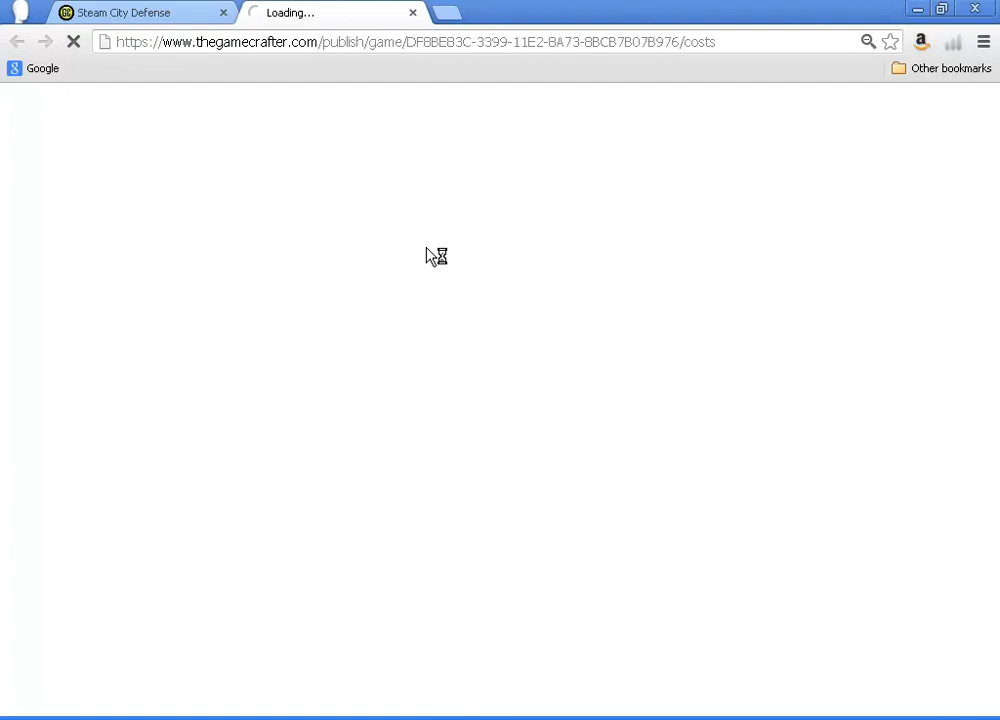 Steam City Defense
Loading...
https://www.thegamecrafter.com/publish/game/DF8BE83C-3399-11E2-8A73-8BCB7B07B976/costs
Google
Other bookmarks